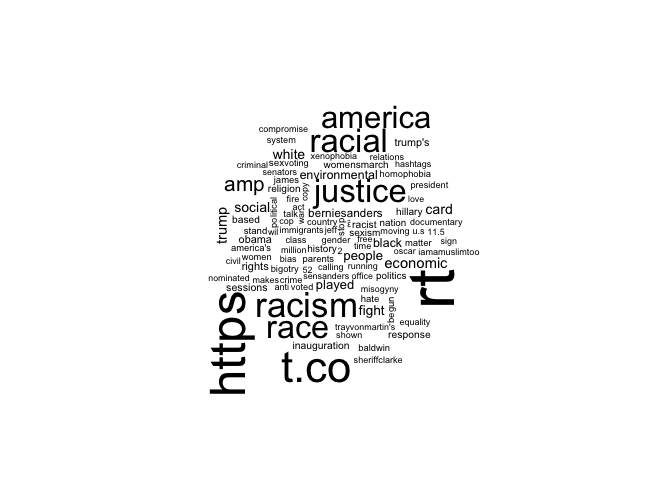 america
compromise
system racial trump's
white xenophobia relations
criminal sexvoting womensmarch hashtags
senators environmental homophobia
amp james religion copy justice president
fire love
trump social political act want berniesanders hillary card
based talk cop country stop racist nation documentary
stand wil immigrants jeff sexism moving u.s 11.5
obama class gender free black matter sign
america's million history 2 time oscar iamamuslimtoo
women bias parents people
civil rights bigotry 52 calling running economic
nominated makes crime sensanders office politics rt
sessions anti voted played misogyny
https racism hate fight begun
race trayvonmartin's equality
shown response
inauguration baldwin
t.co sheriffclarke